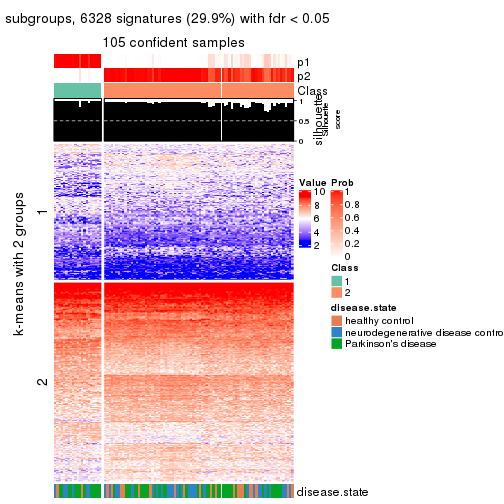 subgroups, 6328 signatures (29.9%) with fdr < 0.05
105 confident samples
p1
p2
Class
1
0.5
0
silhouette
Silhouette
score
k-means with 2 groups
1
2
Value
10
8
6
4
2
Prob
1
0.8
0.6
0.4
0.2
0
Class
1
2
disease.state
healthy control
neurodegenerative disease contro
Parkinson's disease
disease.state